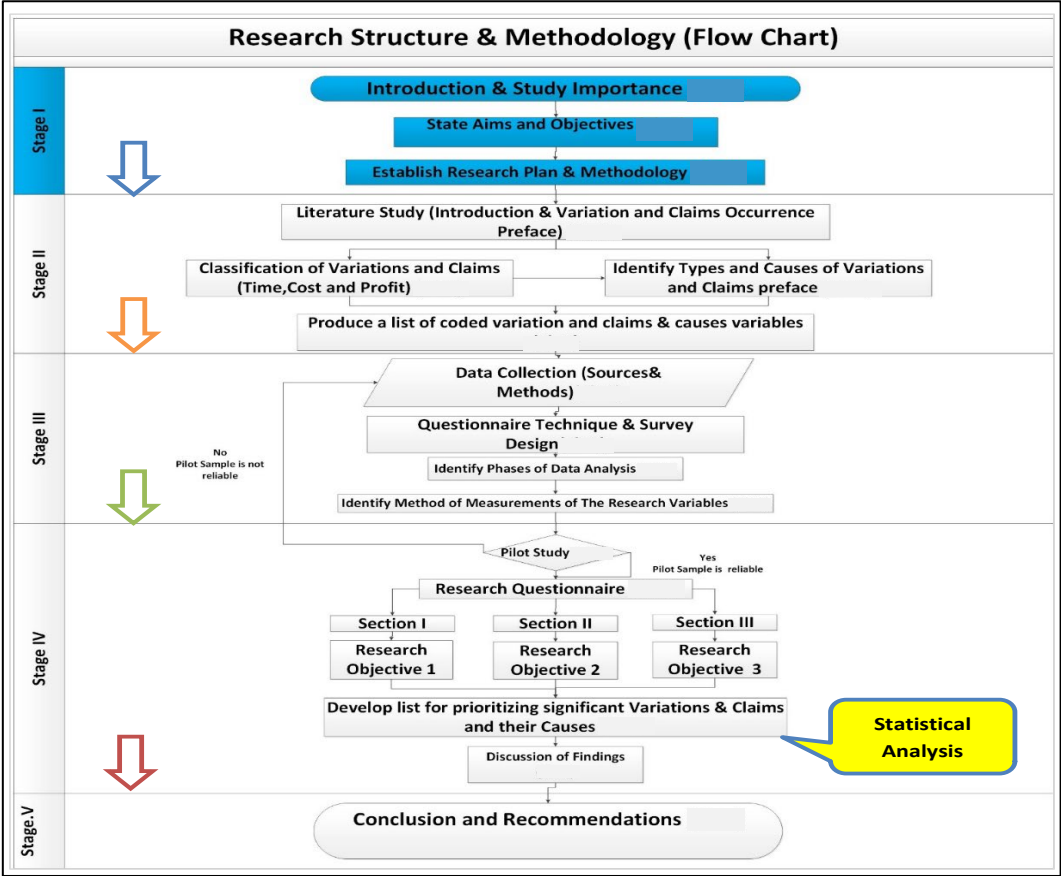 Research Structure & Methodology (Flow Chart)
Stage I
Introduction & Study Importance
State Aims and Objectives
Establish Research Plan & Methodology
Stage II
Literature Study (Introduction & Variation and Claims Occurrence
Preface)
Classification of Variations and Claims
(Time,Cost and Profit)
Identify Types and Causes of Variations
and Claims preface
Produce a list of coded variation and claims & causes variables
Stage III
Data Collection (Sources&
Methods)
Questionnaire Technique & Survey
Design
No
Pilot Sample is not
reliable
Identify Phases of Data Analysis
Identify Method of Measurements of The Research Variables
Stage IV
Pilot Study
Yes
Pilot Sample is reliable
Research Questionnaire
Section I
Section II
Section III
Research
Objective 1
Research
Objective 2
Research
Objective 3
Develop list for prioritizing significant Variations & Claims
and their Causes
Statistical
Analysis
Discussion of Findings
Stage.V
Conclusion and Recommendations